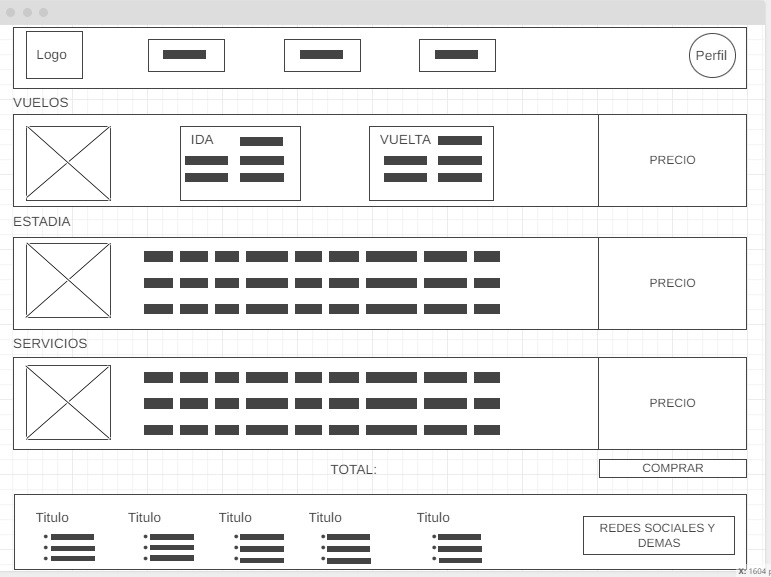 Logo
Perfil
VUELOS
IDA
VUELTA
PRECIO
ESTADIA
PRECIO
SERVICIOS
PRECIO
TOTAL:
COMPRAR
Titulo
Titulo
Titulo
Titulo
Titulo
REDES SOCIALES Y
DEMAS
X: 1604 p